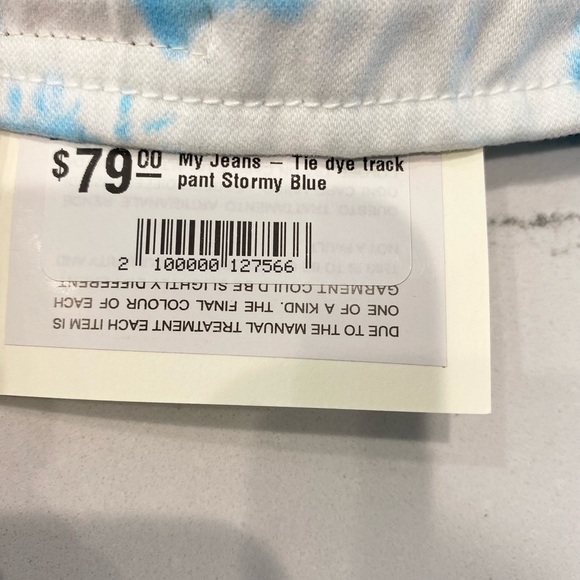 $79.00 My Jeans – Tie dye track
pant Stormy Blue
2 100000 127566
DUE TO THE MANUAL TREATMENT EACH ITEM IS
ONE OF A KIND. THE FINAL COLOUR OF EACH
GARMENT COULD BE SLIGHTLY DIFFERENT